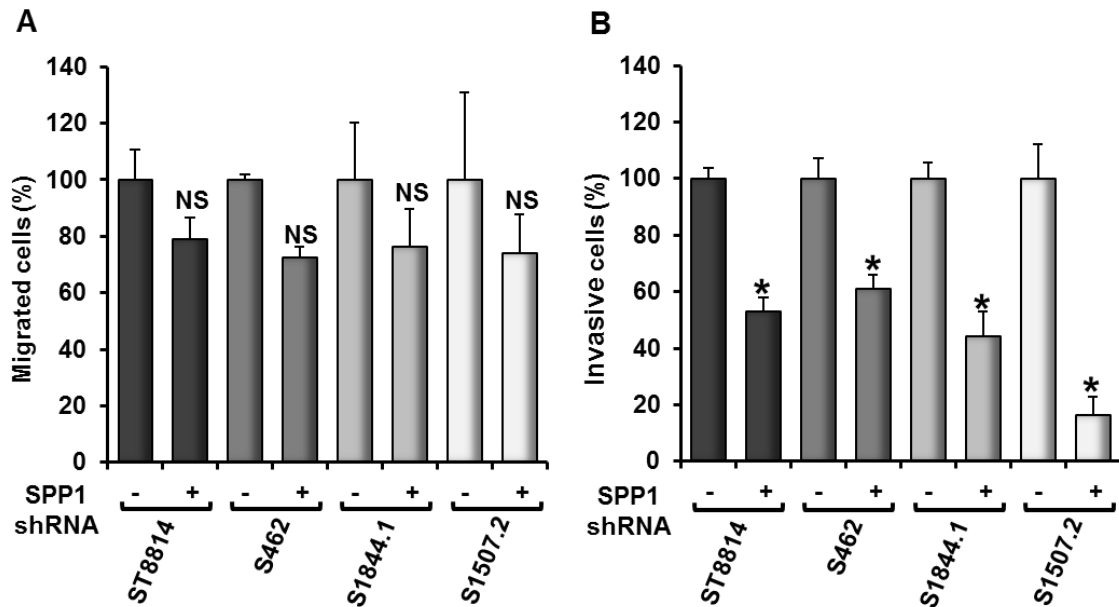 A
Migrated cells (%)
140
120
100
80
60
40
20
0
NS
NS
NS
NS
SPP1 - + - + - + - +
shRNA
ST8814
S462
S1844.1
S1507.2
B
Invasive cells (%)
140
120
100
80
60
40
20
0
*
*
*
*
SPP1 - + - + - + - +
shRNA
ST8814
S462
S1844.1
S1507.2